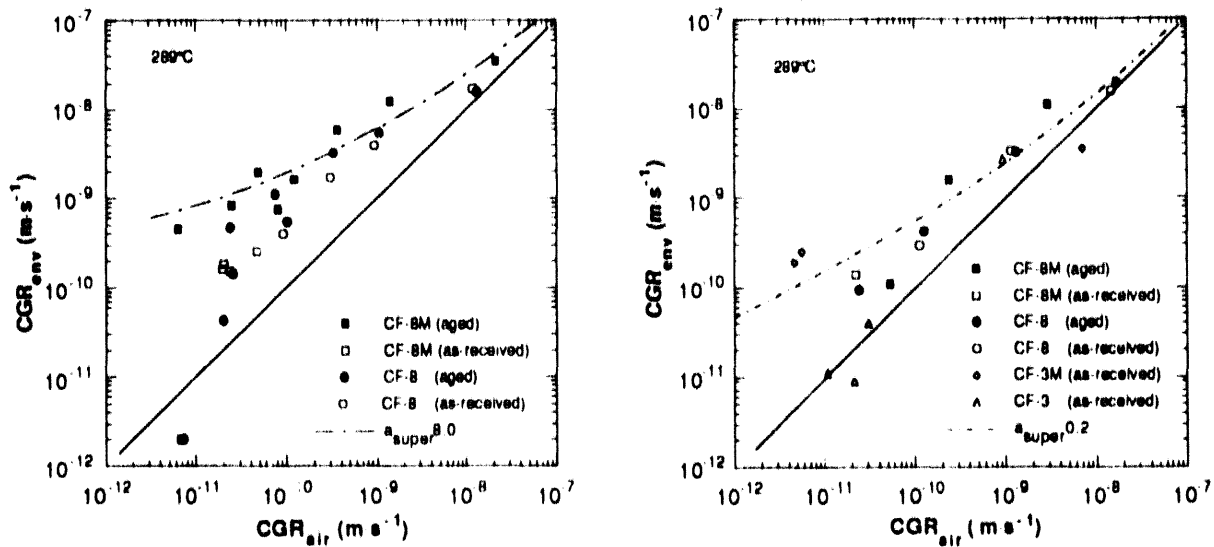 10^-7
10^-8
10^-9
10^-10
10^-11
10^-12
CGR_env (m·s^-1)
289°C
CF-8M (aged)
CF-8M (as-received)
CF-8 (aged)
CF-8 (as-received)
a_super 8.0
10^-12 10^-11 10^-10 10^-9 10^-8 10^-7
CGR_air (m·s^-1)
10^-7
10^-8
10^-9
10^-10
10^-11
10^-12
CGR_env (m·s^-1)
289°C
CF-8M (aged)
CF-8M (as-received)
CF-8 (aged)
CF-8 (as-received)
CF-3M (as-received)
CF-3 (as-received)
a_super 0.2
10^-12 10^-11 10^-10 10^-9 10^-8 10^-7
CGR_air (m·s^-1)